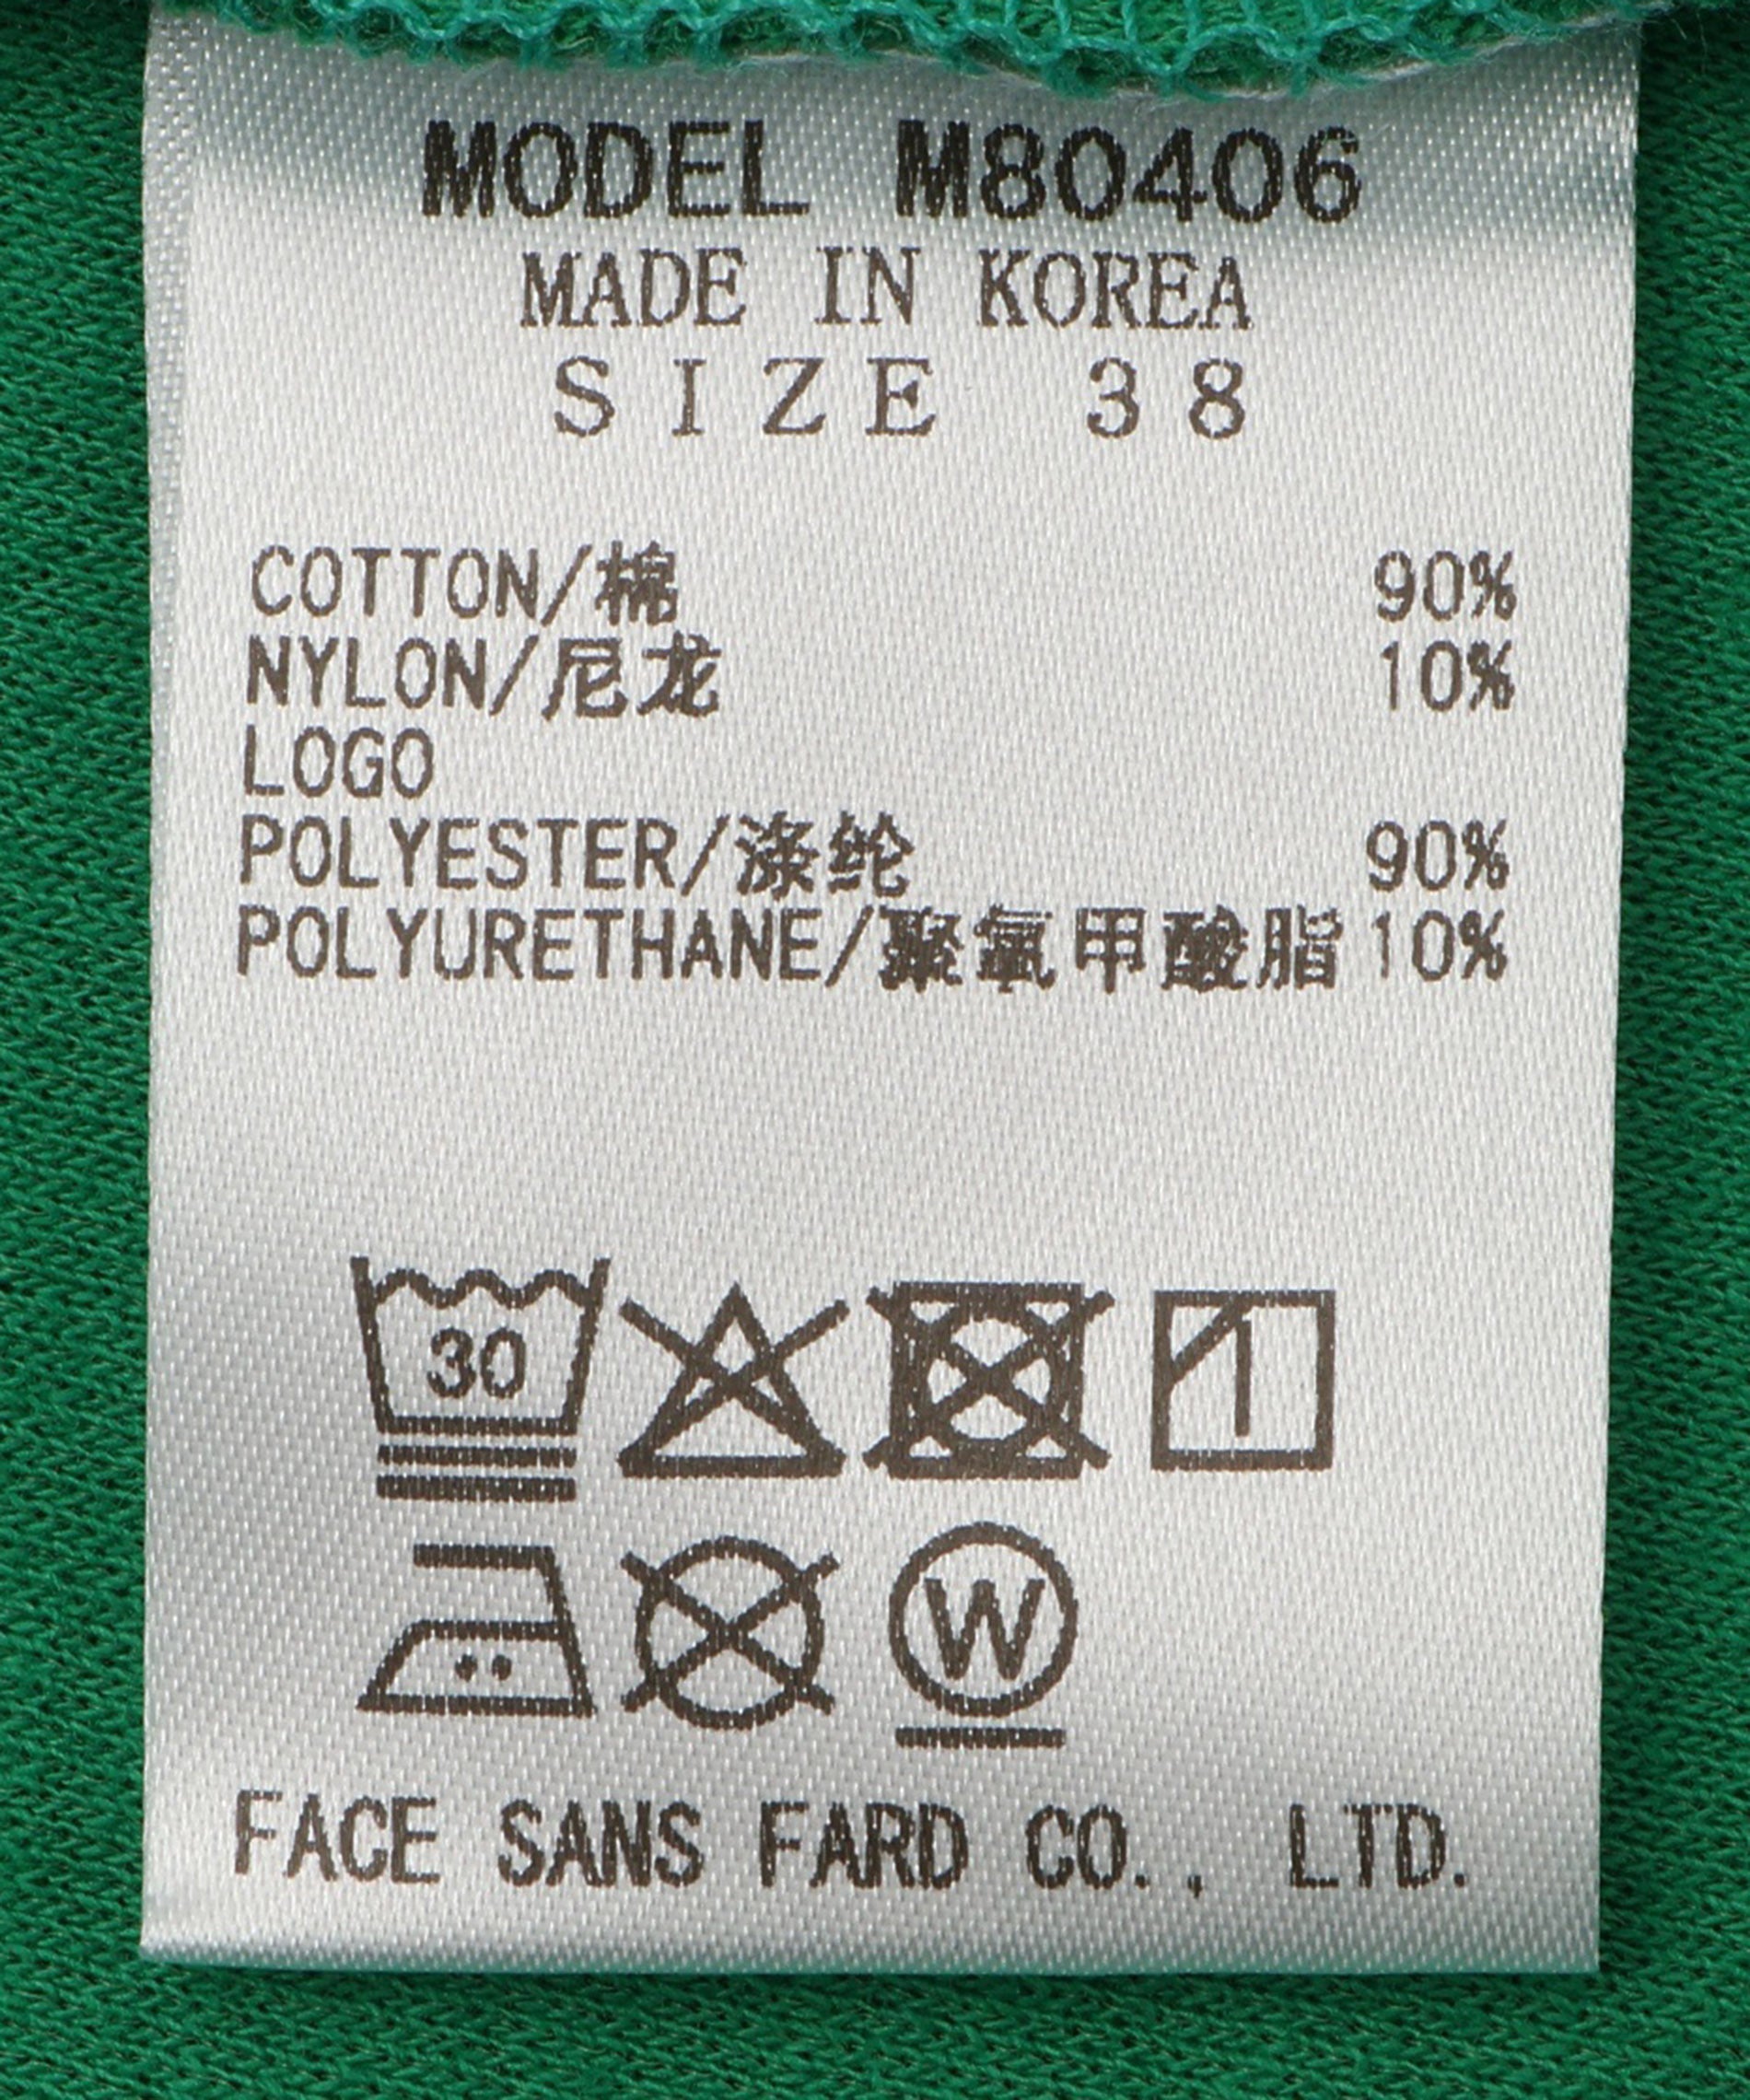 MODEL M80406
MADE IN KOREA
SIZE 38
COTTON/棉 90%
NYLON/尼龙 10%
LOGO
POLYESTER/涤纶 90%
POLYURETHANE/聚氧甲酸脂 10%
30
W
FACE SANS FARD CO., LTD.